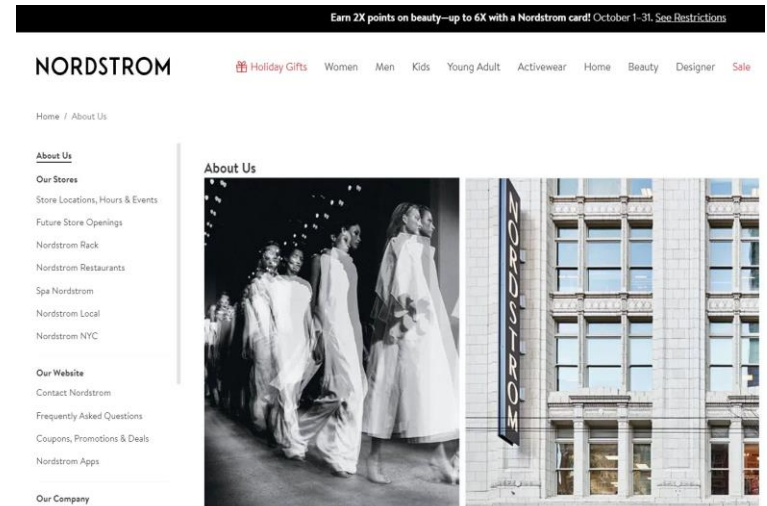 Earn 2X points on beauty—up to 6X with a Nordstrom card! October 1–31. See Restrictions
NORDSTROM
Holiday Gifts Women Men Kids Young Adult Activewear Home Beauty Designer Sale
Home / About Us
About Us
Our Stores
Store Locations, Hours & Events
Future Store Openings
Nordstrom Rack
Nordstrom Restaurants
Spa Nordstrom
Nordstrom Local
Nordstrom NYC
Our Website
Contact Nordstrom
Frequently Asked Questions
Coupons, Promotions & Deals
Nordstrom Apps
Our Company
About Us
NORDSTROM